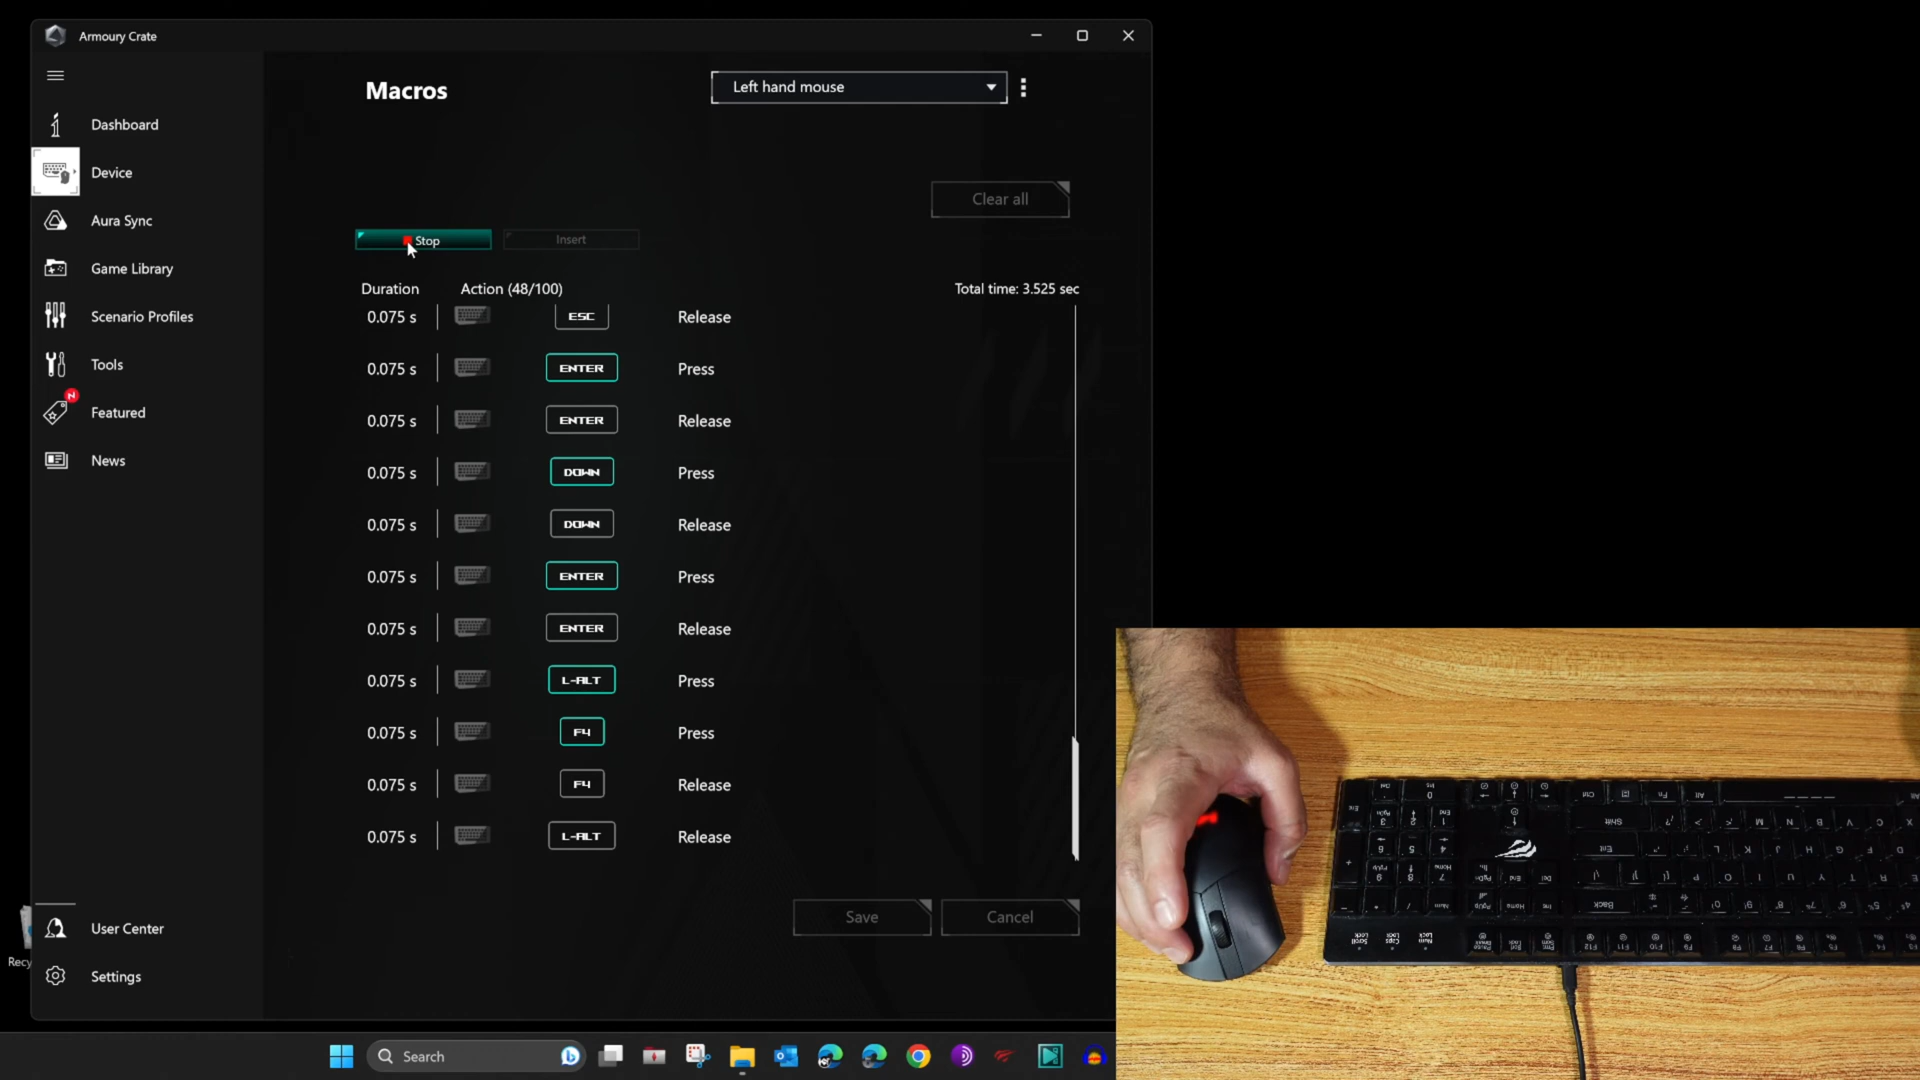 Armoury Crate
Macros
Left hand mouse
Dashboard
Device
Aura Sync
Game Library
Scenario Profiles
Tools
N
Featured
News
User Center
Settings
Clear all
Stop
Insert
Duration Action (48/100) Total time: 3.525 sec
0.075 s ESC Release
0.075 s ENTER Press
0.075 s ENTER Release
0.075 s DOWN Press
0.075 s DOWN Release
0.075 s ENTER Press
0.075 s ENTER Release
0.075 s L-ALT Press
0.075 s F4 Press
0.075 s F4 Release
0.075 s L-ALT Release
Save Cancel
Recy
Search